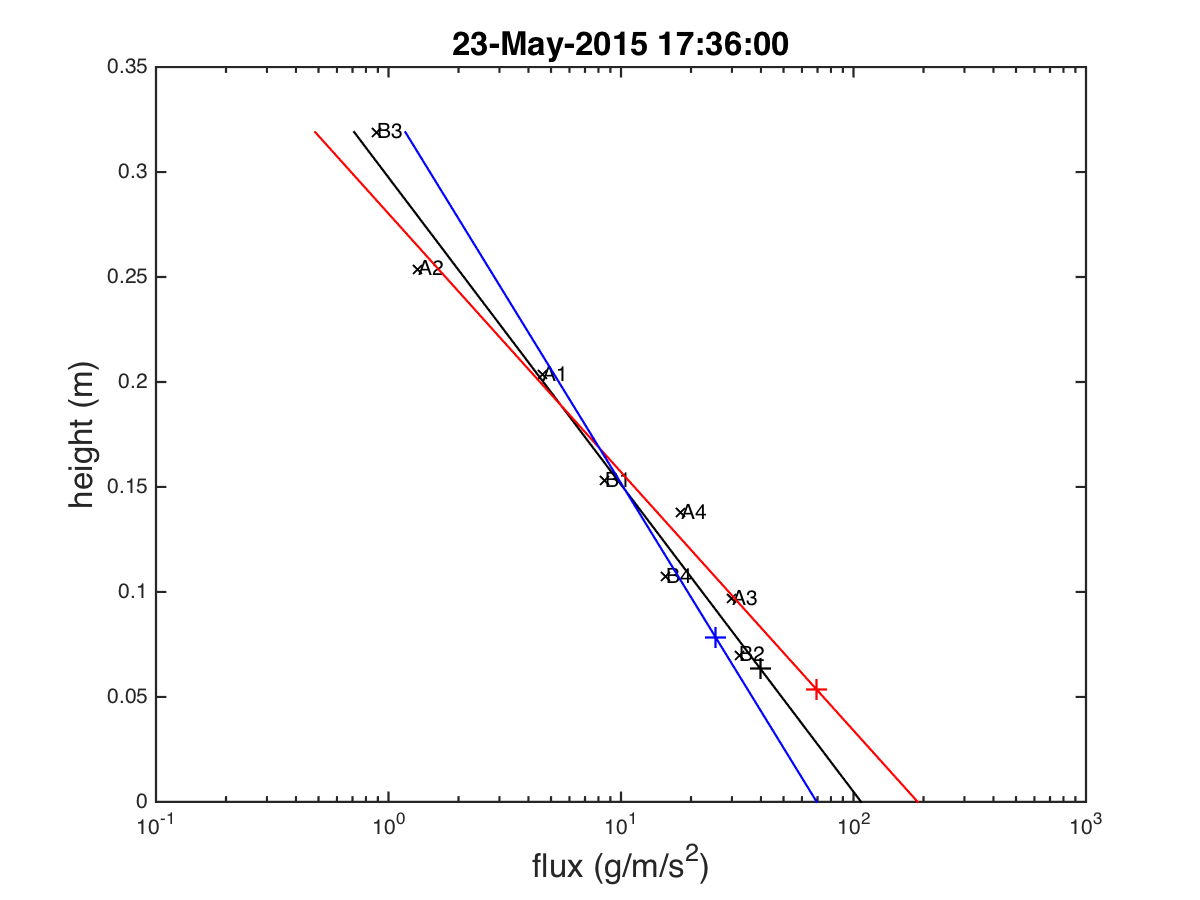 23-May-2015 17:36:00
0.35
0.3
0.25
0.2
0.15
0.1
0.05
0
height (m)
B3
A2
A1
B1
A4
B4
A3
B2
10^-1
10^0
10^1
10^2
10^3
flux (g/m/s^2)